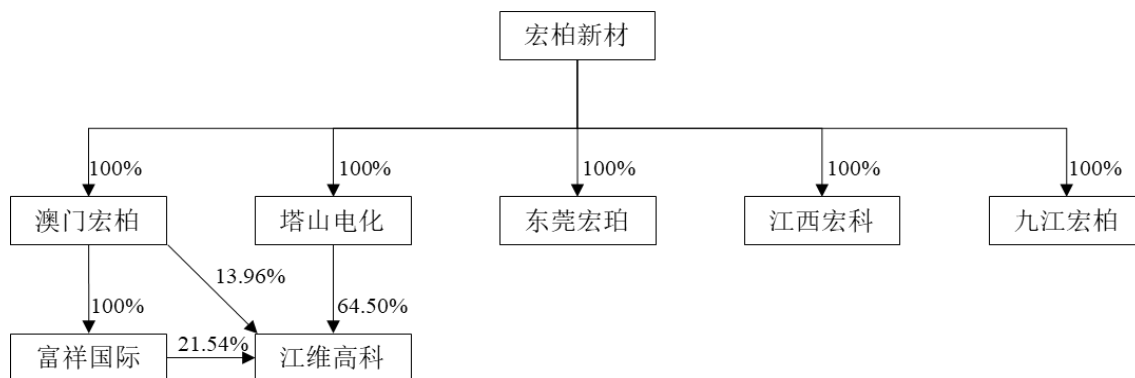 宏柏新材
100%
100%
100%
100%
100%
澳门宏柏
塔山电化
东莞宏珀
江西宏科
九江宏柏
13.96%
100%
64.50%
富祥国际
21.54%
江维高科